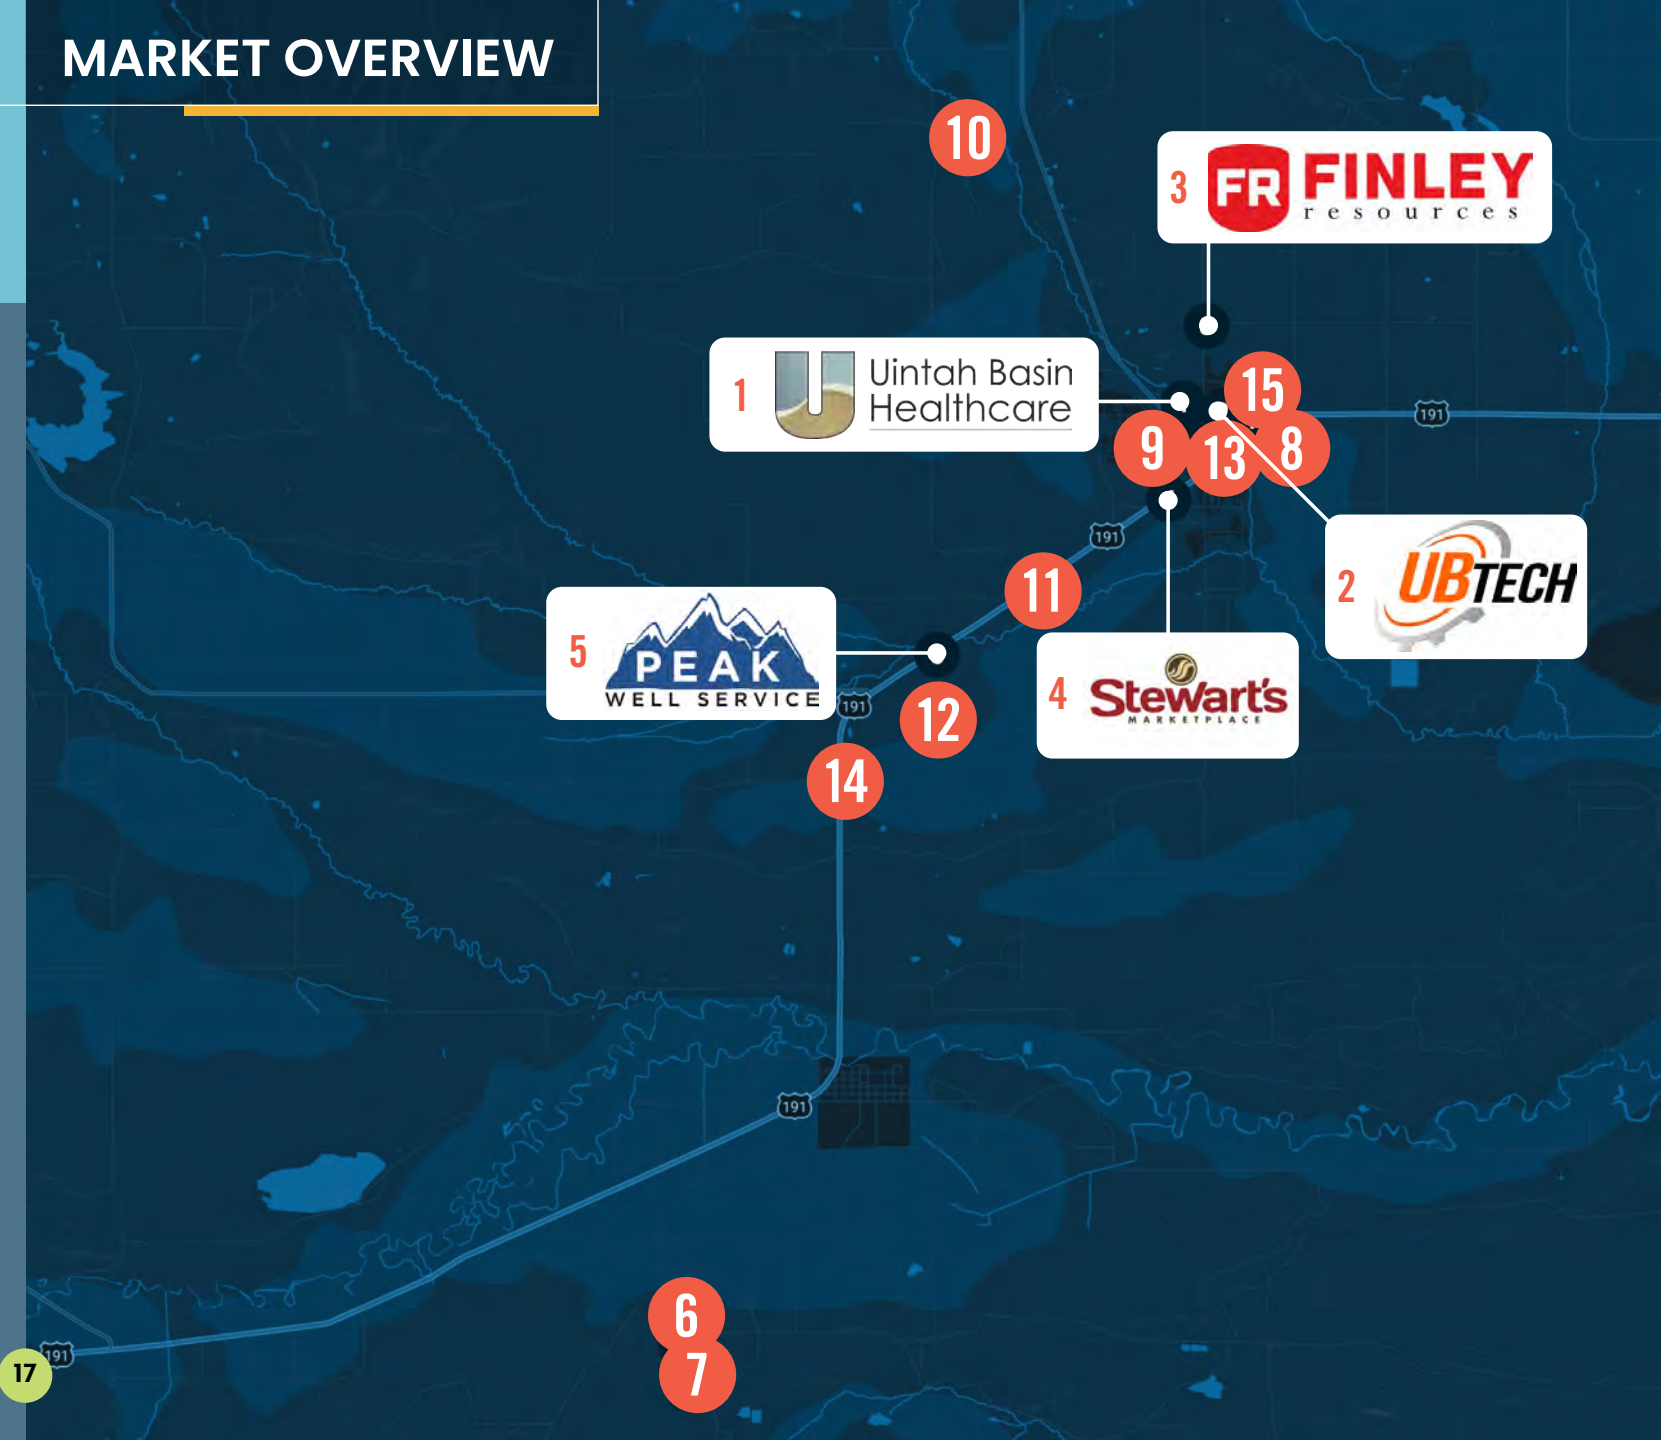 MARKET OVERVIEW
10
3
FR
FINLEY
resources
1
U
Uintah Basin
Healthcare
15
191
9
13
8
191
11
2
UBTECH
5
PEAK
WELL SERVICE
191
12
4
Stewart's
MARKETPLACE
14
191
6
7
191
17